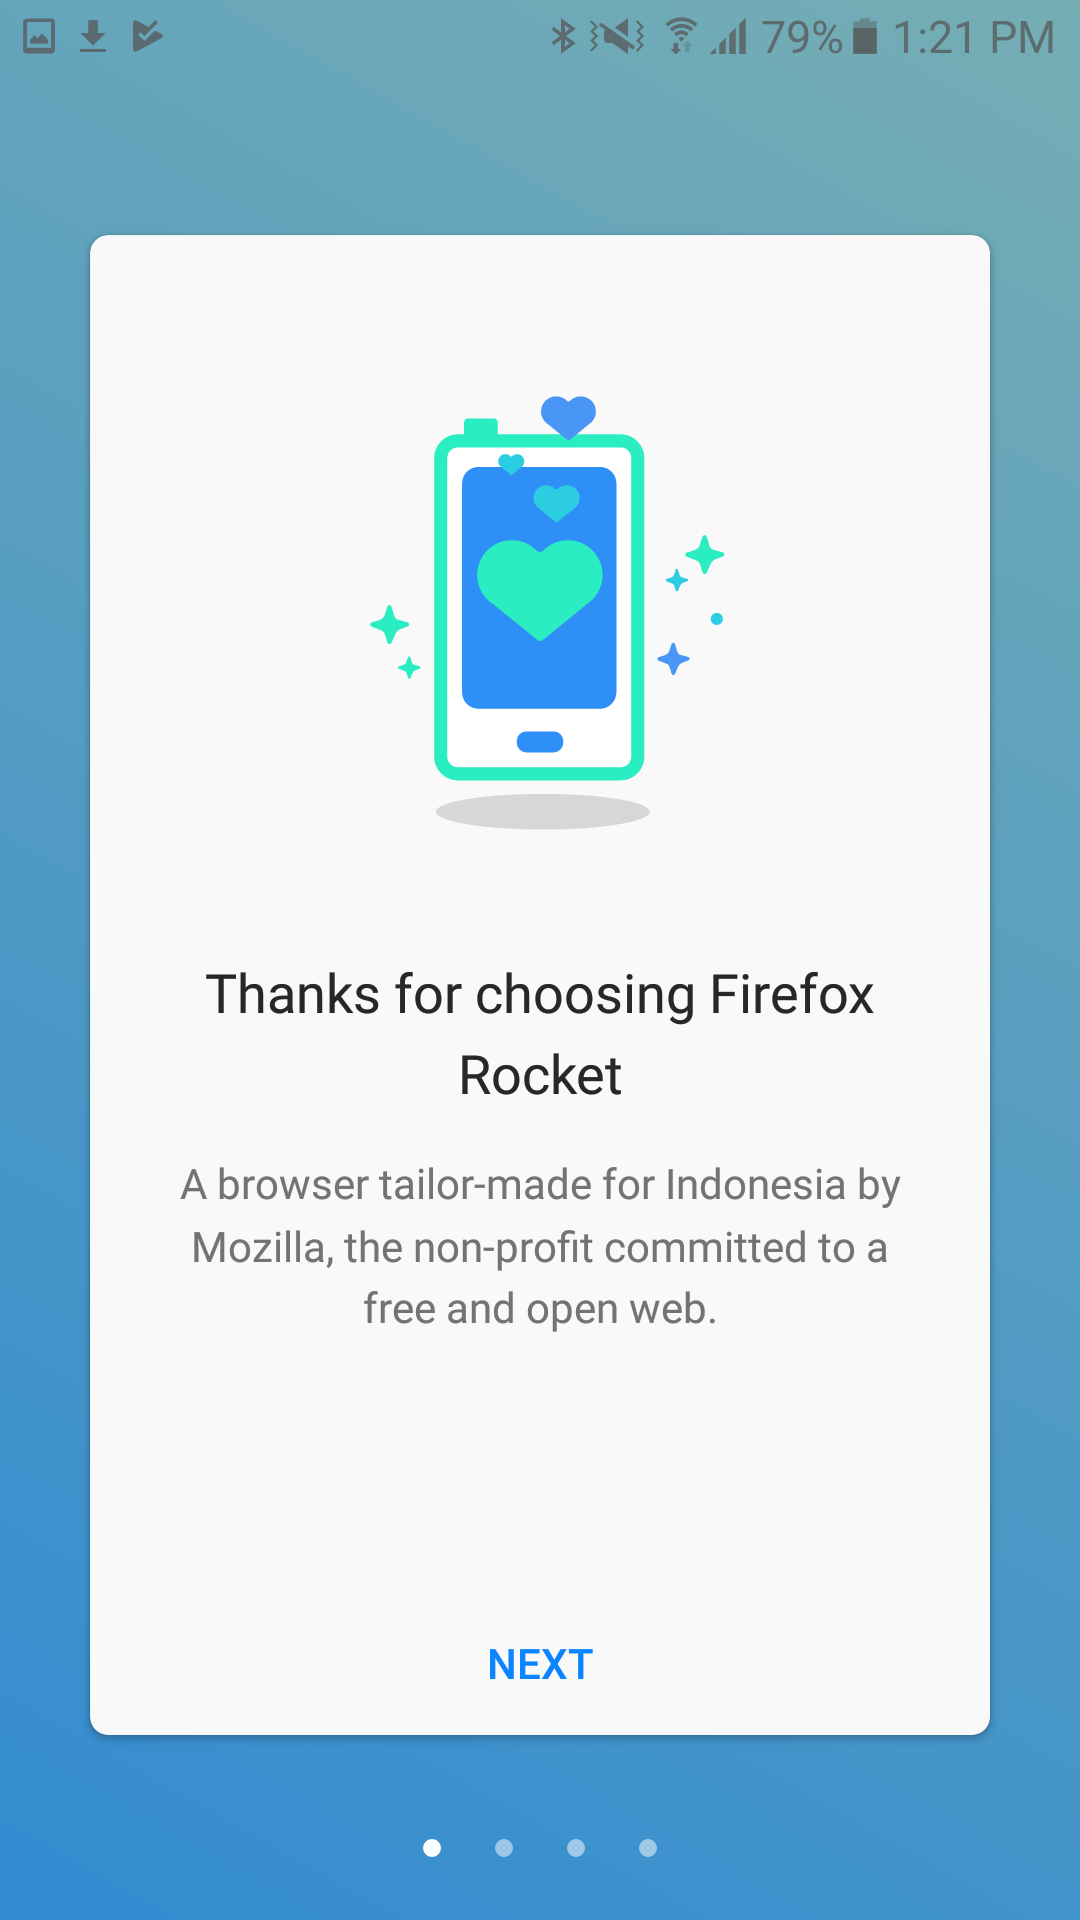 79% 1:21 PM
Thanks for choosing Firefox
Rocket
A browser tailor-made for Indonesia by
Mozilla, the non-profit committed to a
free and open web.
NEXT